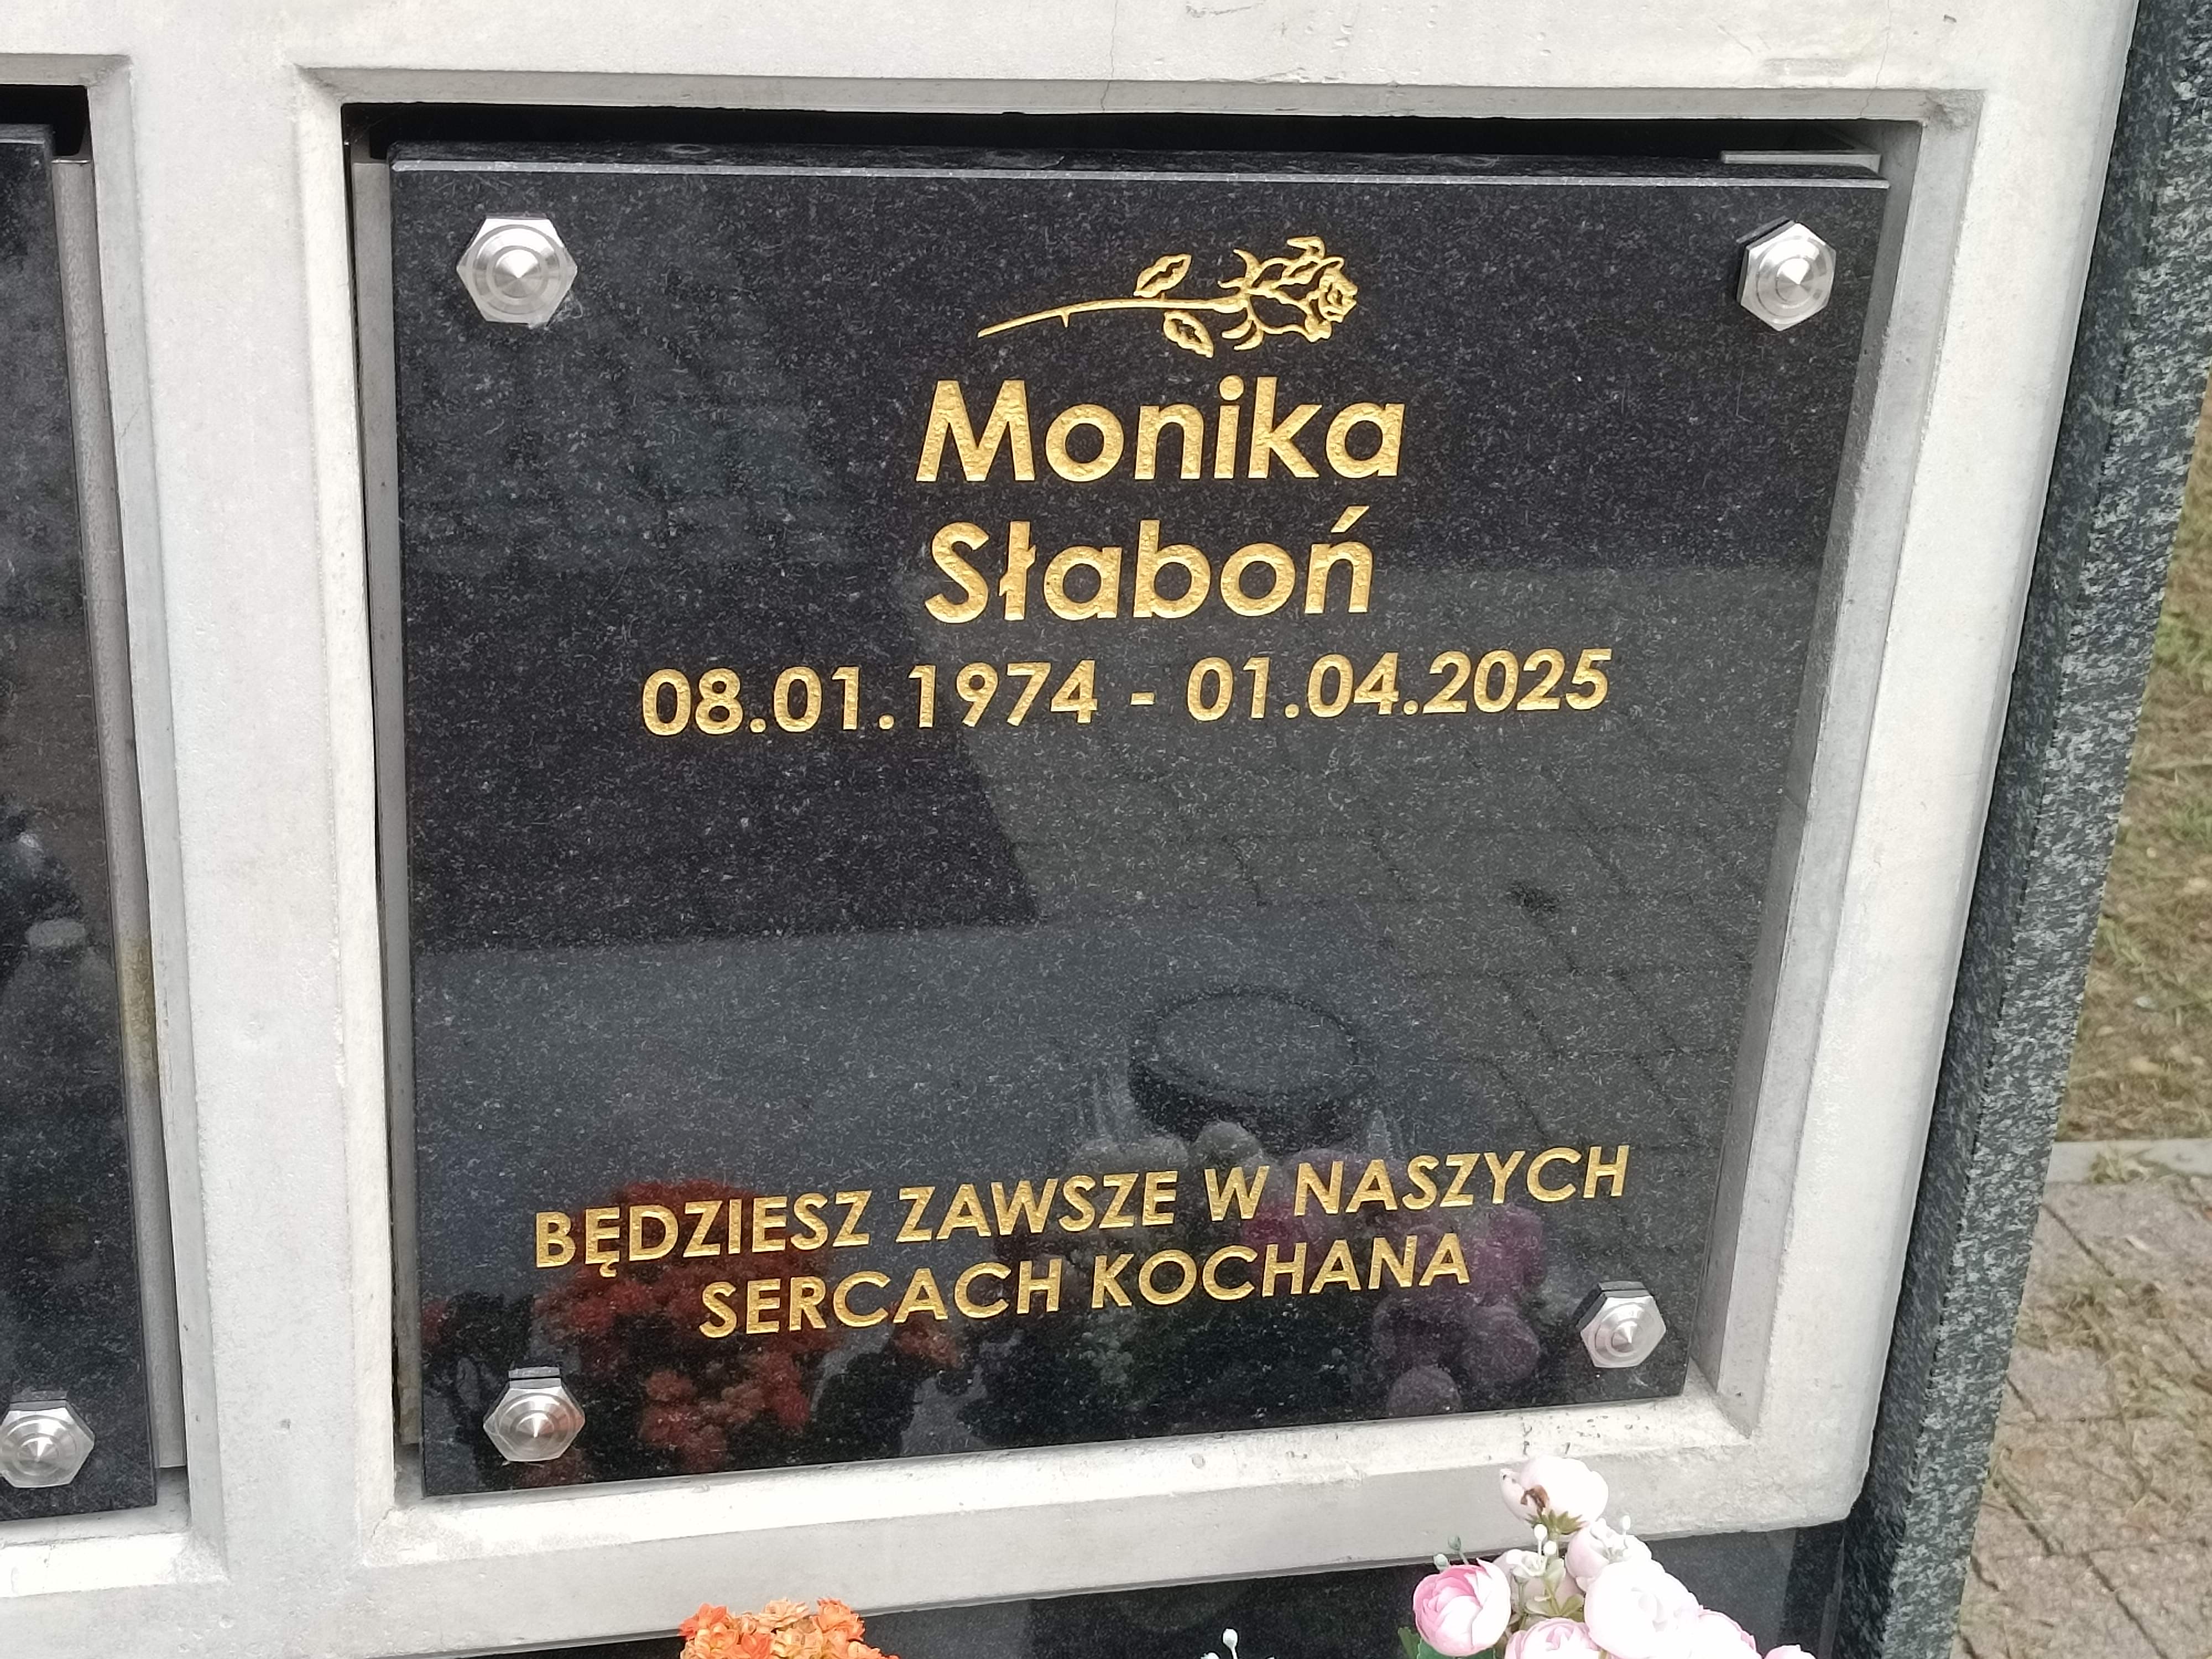 Monika
Słaboń
08.01.1974 - 01.04.2025
BĘDZIESZ ZAWSZE W NASZYCH
SERCACH KOCHANA